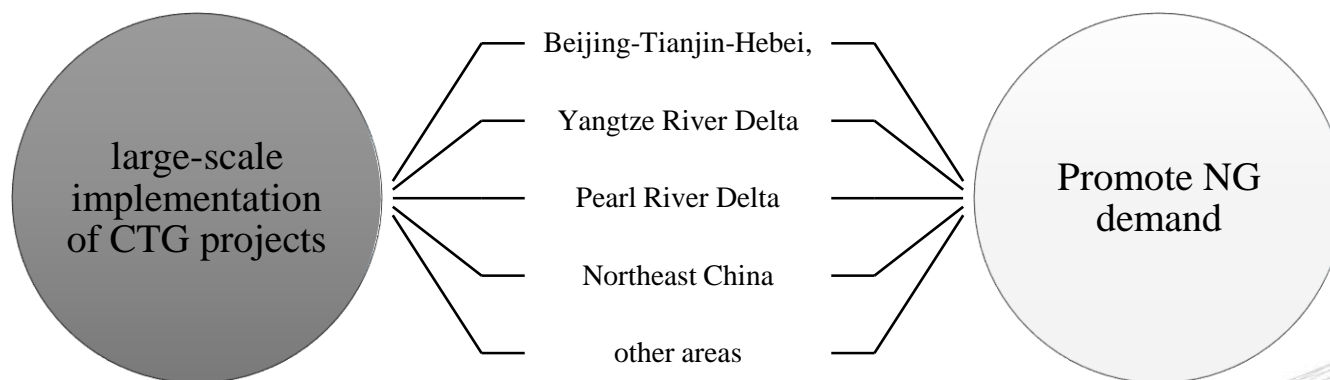 large-scale
implementation
of CTG projects
Beijing-Tianjin-Hebei,
Yangtze River Delta
Pearl River Delta
Northeast China
other areas
Promote NG
demand